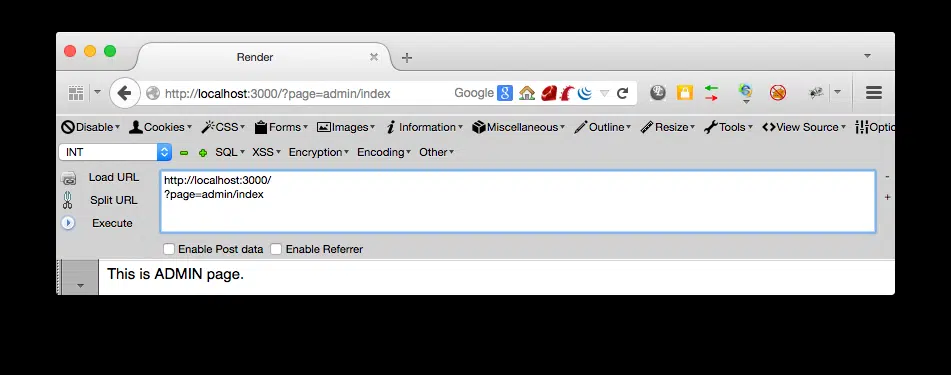 Render
http://localhost:3000/?page=admin/index
Google
Disable Cookies CSS Forms Images Information Miscellaneous Outline Resize Tools View Source Optio
INT SQL XSS Encryption Encoding Other
Load URL
Split URL
Execute
http://localhost:3000/
?page=admin/index
Enable Post data Enable Referrer
This is ADMIN page.